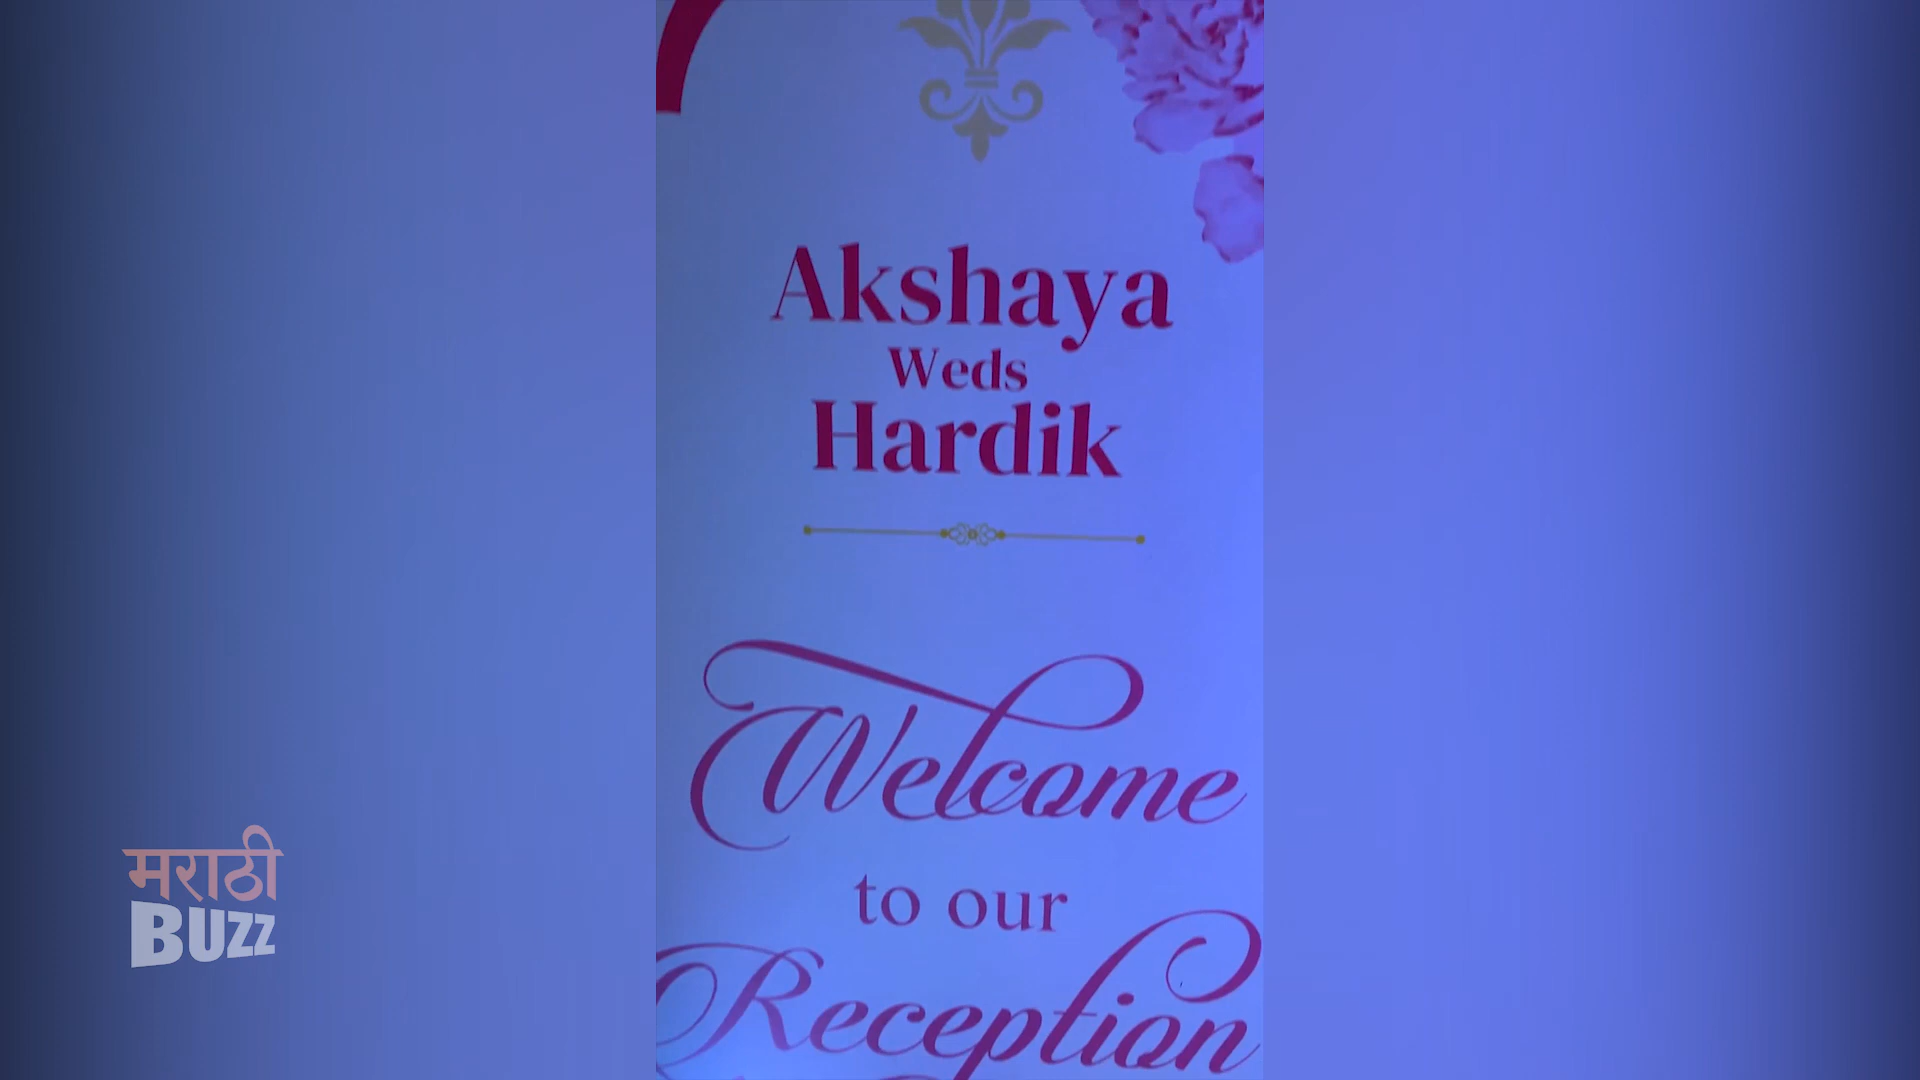 Akshaya
Weds
Hardik
Welcome
to our
Reception
मराठी
BUZZ